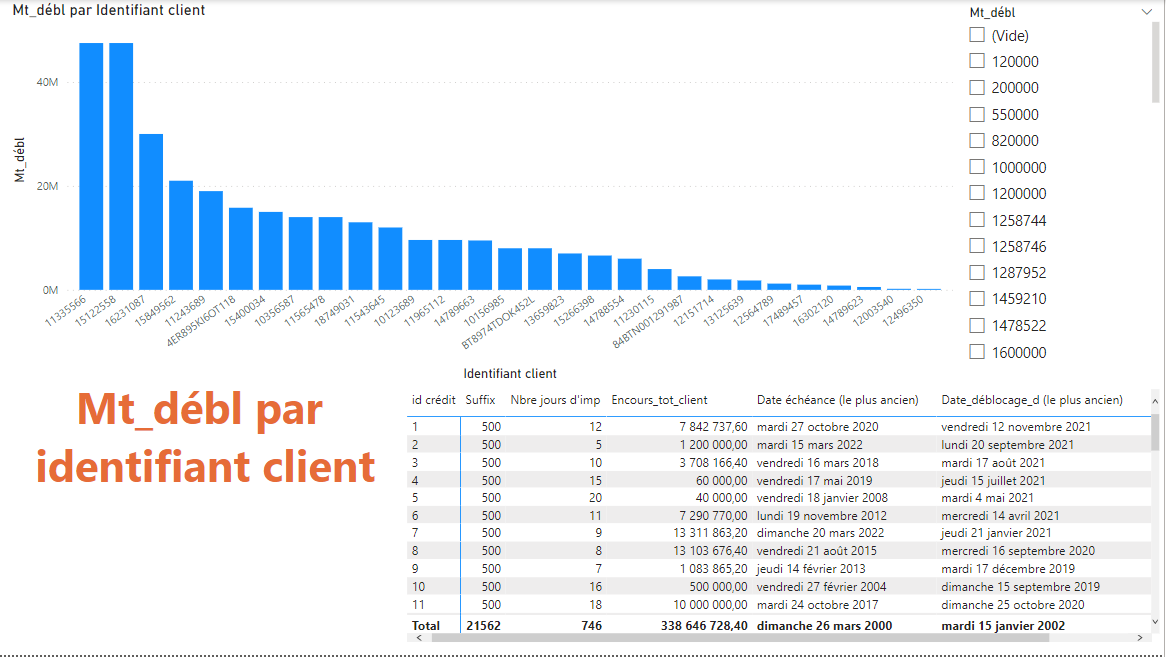 Mt_débl par Identifiant client
Mt_débl
40M
20M
0M
11335566
15122558
16231087
15849562
11243689
4ER895KI6OT118
15400034
10356587
11565478
18749031
11543645
10123689
11965112
14789663
10156985
BT8974TDOK452L
13659823
15266398
14788554
11230115
84BTN001291987
12151714
13125639
12564789
17489457
16302120
14789623
12003540
12496350
Identifiant client
Mt_débl
(Vide)
120000
200000
550000
820000
1000000
1200000
1258744
1258746
1287952
1459210
1478522
1600000
Mt_débl par
identifiant client
id crédit Suffix Nbre jours d'imp Encours_tot_client Date échéance (le plus ancien) Date_déblocage_d (le plus ancien)
1 500 12 7 842 737,60 mardi 27 octobre 2020 vendredi 12 novembre 2021
2 500 5 1 200 000,00 mardi 15 mars 2022 lundi 20 septembre 2021
3 500 10 3 708 166,40 vendredi 16 mars 2018 mardi 17 août 2021
4 500 15 60 000,00 vendredi 17 mai 2019 jeudi 15 juillet 2021
5 500 20 40 000,00 vendredi 18 janvier 2008 mardi 4 mai 2021
6 500 11 7 290 770,00 lundi 19 novembre 2012 mercredi 14 avril 2021
7 500 9 13 311 863,20 dimanche 20 mars 2022 jeudi 21 janvier 2021
8 500 8 13 103 676,40 vendredi 21 août 2015 mercredi 16 septembre 2020
9 500 7 1 083 865,20 jeudi 14 février 2013 mardi 17 décembre 2019
10 500 16 500 000,00 vendredi 27 février 2004 dimanche 15 septembre 2019
11 500 18 10 000 000,00 mardi 24 octobre 2017 dimanche 25 octobre 2020
Total 21562 746 338 646 728,40 dimanche 26 mars 2000 mardi 15 janvier 2002